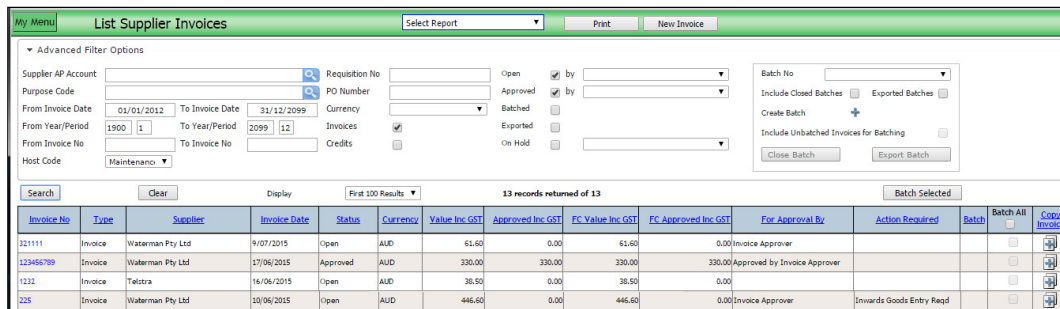 My Menu List Supplier Invoices Select Report Print New Invoice
Advanced Filter Options
Supplier AP Account Requisition No Open by Batch No
Purpose Code PO Number Approved by Include Closed Batches Exported Batches
From Invoice Date 01/01/2012 To Invoice Date 31/12/2099 Currency Batched Create Batch
From Year/Period 1900 1 To Year/Period 2099 12 Invoices Exported Include Unbatched Invoices for Batching
From Invoice No To Invoice No Credits On Hold Close Batch Export Batch
Host Code Maintenanc
Search Clear Display First 100 Results 13 records returned of 13 Batch Selected
Invoice No Type Supplier Invoice Date Status Currency Value Inc GST Approved Inc GST FC Value Inc GST FC Approved Inc GST For Approval By Action Required Batch Batch All Copy Invoic
321111 Invoice Waterman Pty Ltd 9/07/2015 Open AUD 61.60 0.00 61.60 0.00 Invoice Approver
123456789 Invoice Waterman Pty Ltd 17/06/2015 Approved AUD 330.00 330.00 330.00 330.00 Approved by Invoice Approver
1232 Invoice Telstra 16/06/2015 Open AUD 38.50 0.00 38.50 0.00
225 Invoice Waterman Pty Ltd 10/06/2015 Open AUD 446.60 0.00 446.60 0.00 Invoice Approver Inwards Goods Entry Reqd